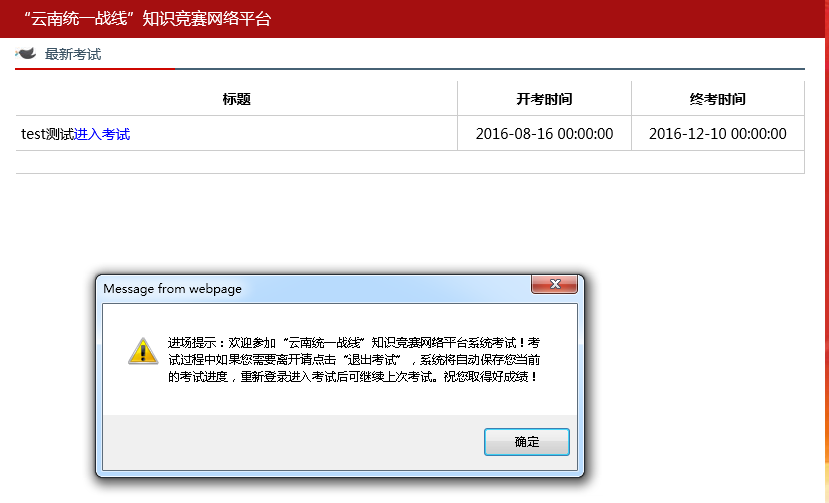 “云南统一战线”知识竞赛网络平台
最新考试
标题 开考时间 终考时间
test测试进入考试 2016-08-16 00:00:00 2016-12-10 00:00:00
Message from webpage
进场提示：欢迎参加“云南统一战线”知识竞赛网络平台系统考试！考
试过程中如果您需要离开请点击“退出考试”，系统将自动保存您当前
的考试进度，重新登录进入考试后可继续上次考试。祝您取得好成绩！
确定